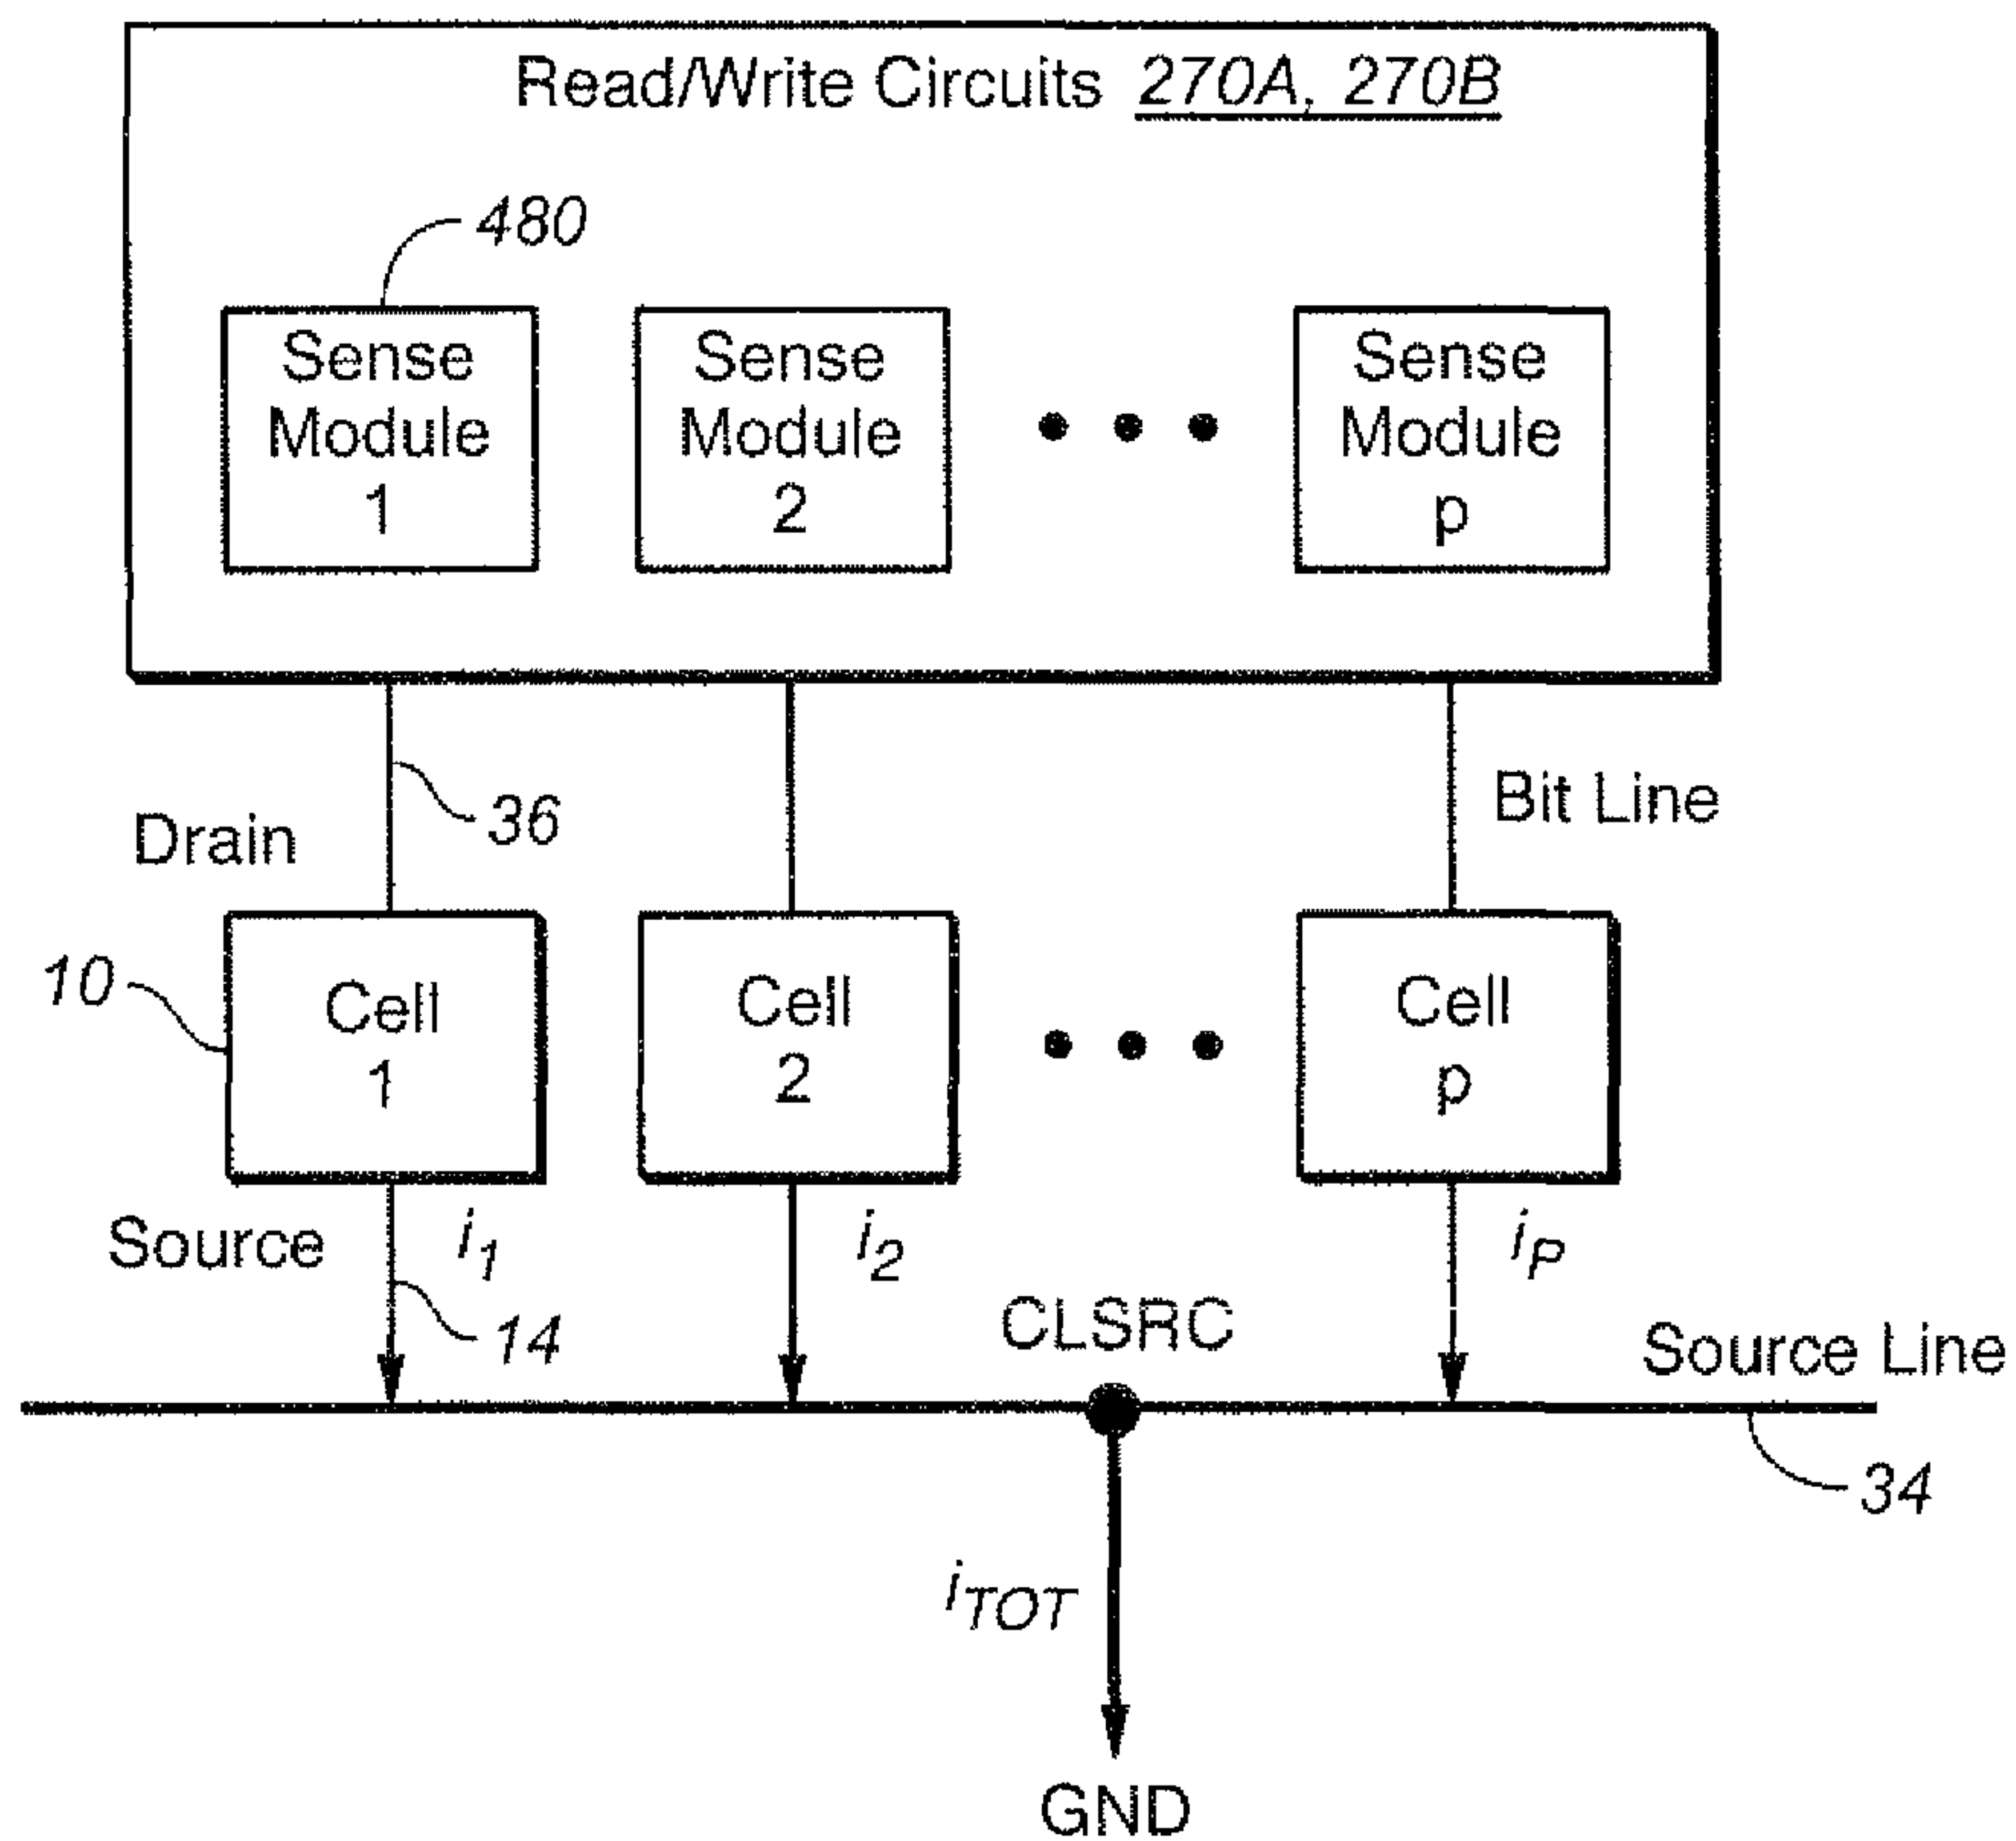 Read/Write Circuits 270A, 270B
480
Sense
Module
1
Sense
Module
2
Sense
Module
p
Drain
36
Bit Line
10
Cell
1
Cell
2
Cell
p
Source
i1
14
i2
iP
CLSRC
Source Line
34
iTOT
GND